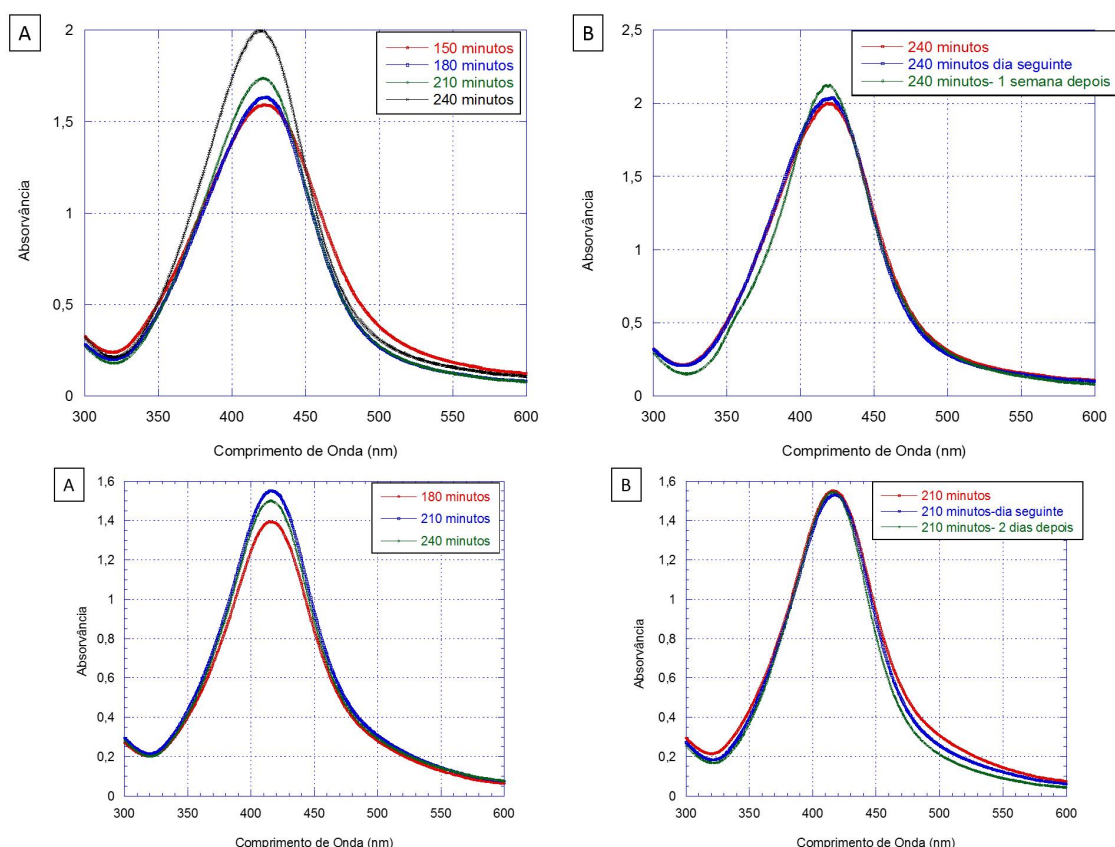 A
2
1,5
1
0,5
0
Absorvância
150 minutos
180 minutos
210 minutos
240 minutos
300 350 400 450 500 550 600
Comprimento de Onda (nm)
B
2,5
2
1,5
1
0,5
0
Absorvância
240 minutos
240 minutos dia seguinte
240 minutos- 1 semana depois
300 350 400 450 500 550 600
Comprimento de Onda (nm)
A
1,6
1,4
1,2
1
0,8
0,6
0,4
0,2
0
Absorvância
180 minutos
210 minutos
240 minutos
300 350 400 450 500 550 600
Comprimento de Onda (nm)
B
1,6
1,4
1,2
1
0,8
0,6
0,4
0,2
0
Absorvância
210 minutos
210 minutos-dia seguinte
210 minutos- 2 dias depois
300 350 400 450 500 550 600
Comprimento de Onda (nm)